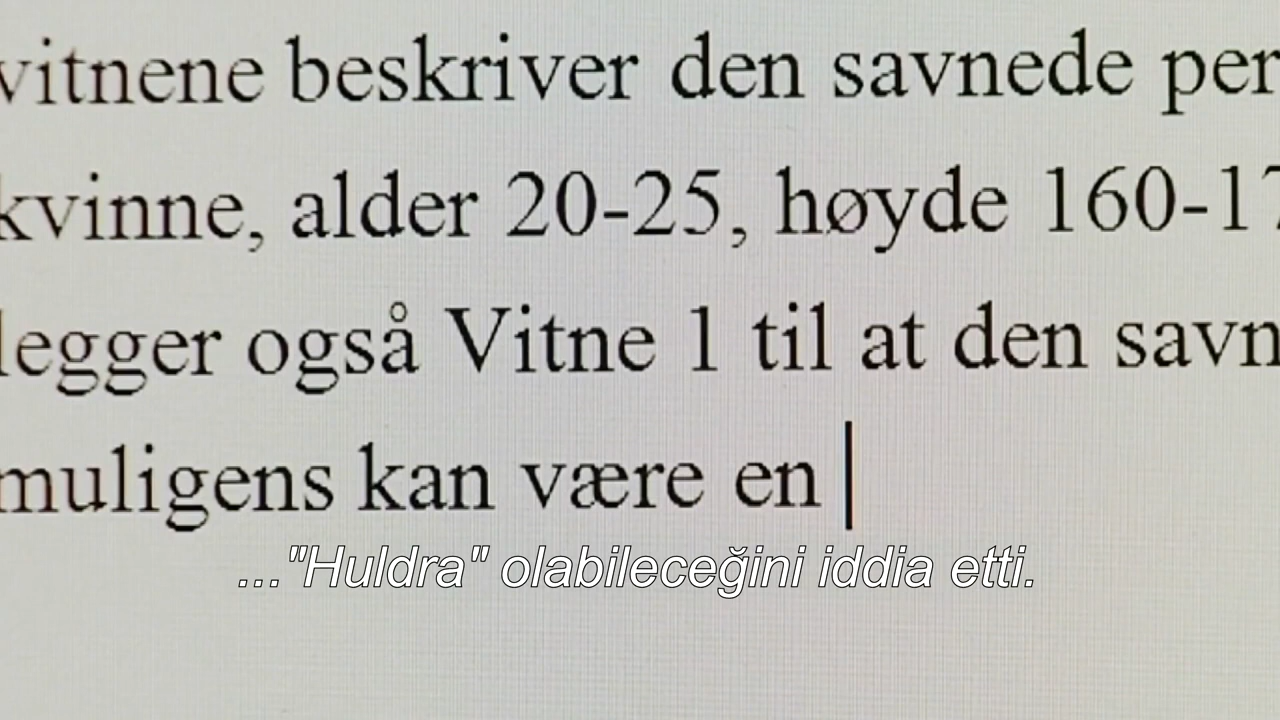 vitnene beskriver den savnede per
kvinne, alder 20-25, høyde 160-17
legger også Vitne 1 til at den savn
muligens kan være en
..."Huldra" olabileceğini iddia etti.